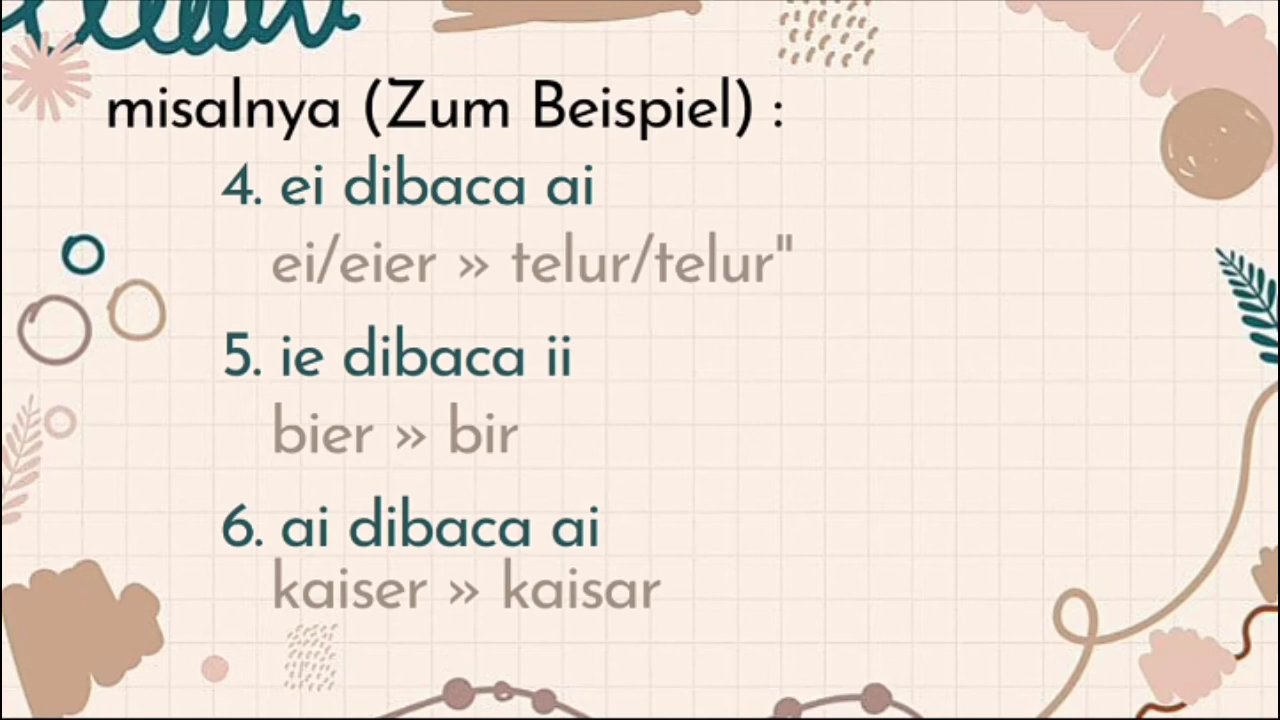 misalnya (Zum Beispiel) :
4. ei dibaca ai
ei/eier » telur/telur"
5. ie dibaca ii
bier » bir
6. ai dibaca ai
kaiser » kaisar